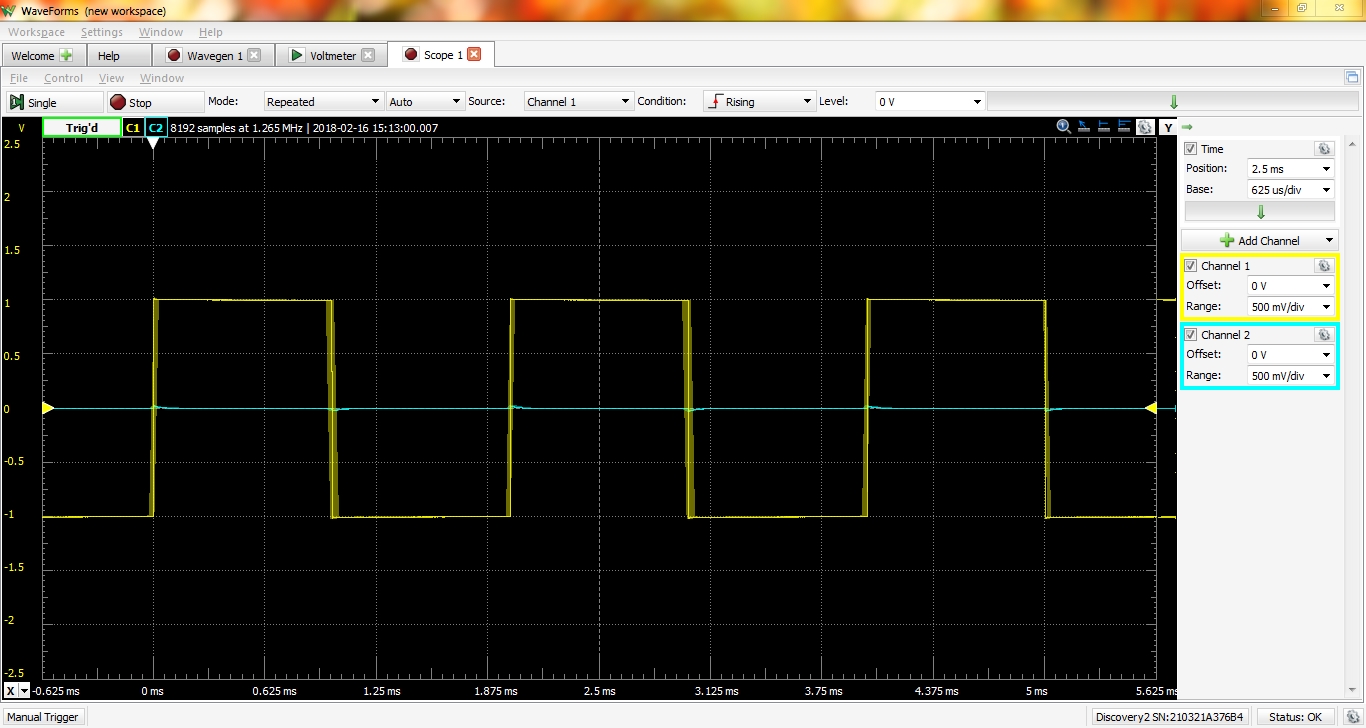 WaveForms (new workspace)
Workspace Settings Window Help
Welcome Help Wavegen 1 Voltmeter Scope 1
File Control View Window
Single Stop Mode: Repeated Auto Source: Channel 1 Condition: Rising Level: 0 V
V Trig'd C1 C2 8192 samples at 1.265 MHz | 2018-02-16 15:13:00.007 Y
2.5
2
1.5
1
0.5
0
-0.5
-1
-1.5
-2
-2.5
X -0.625 ms 0 ms 0.625 ms 1.25 ms 1.875 ms 2.5 ms 3.125 ms 3.75 ms 4.375 ms 5 ms 5.625 ms
Time
Position: 2.5 ms
Base: 625 us/div
Add Channel
Channel 1
Offset: 0 V
Range: 500 mV/div
Channel 2
Offset: 0 V
Range: 500 mV/div
Manual Trigger Discovery2 SN:210321A376B4 Status: OK